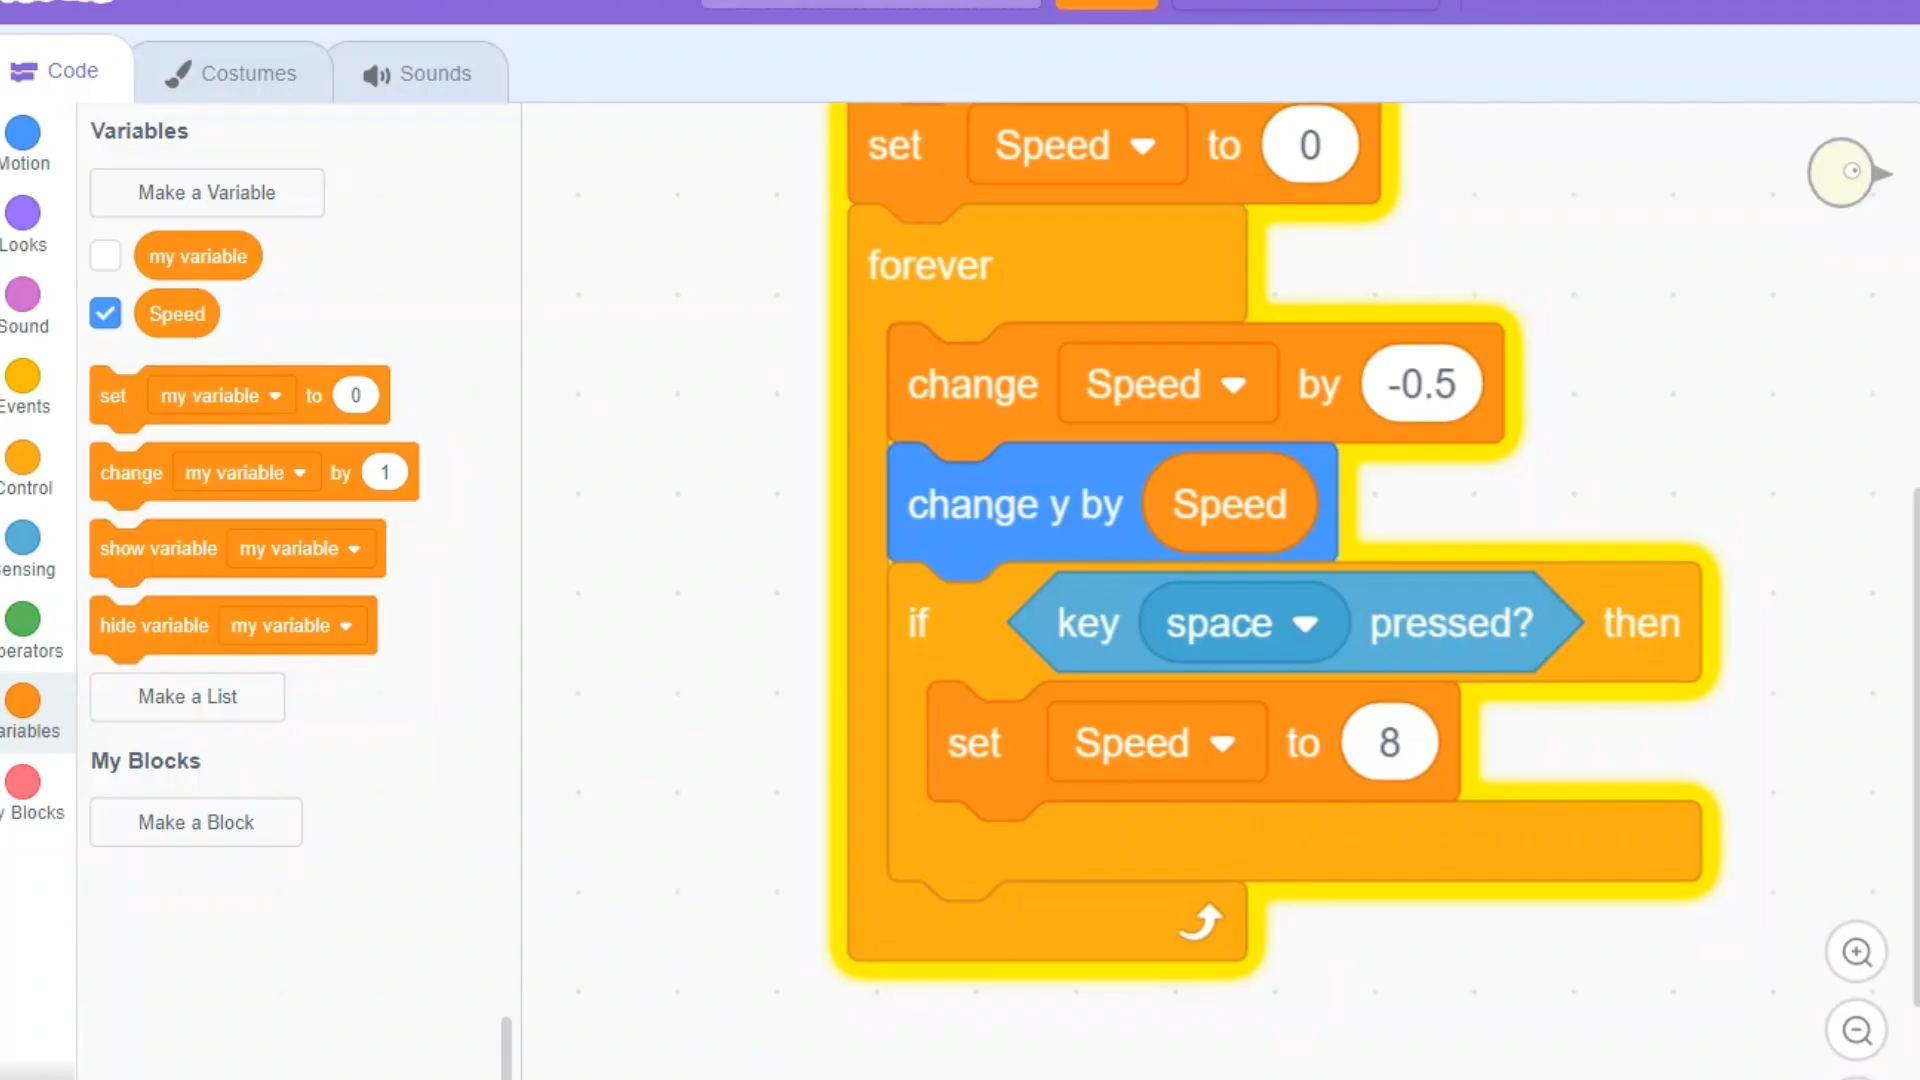 Code
Costumes
Sounds
Motion
Looks
Sound
Events
Control
ensing
perators
ariables
y Blocks
Variables
Make a Variable
my variable
Speed
set my variable to 0
change my variable by 1
show variable my variable
hide variable my variable
Make a List
My Blocks
Make a Block
set Speed to 0
forever
change Speed by -0.5
change y by Speed
if key space pressed? then
set Speed to 8